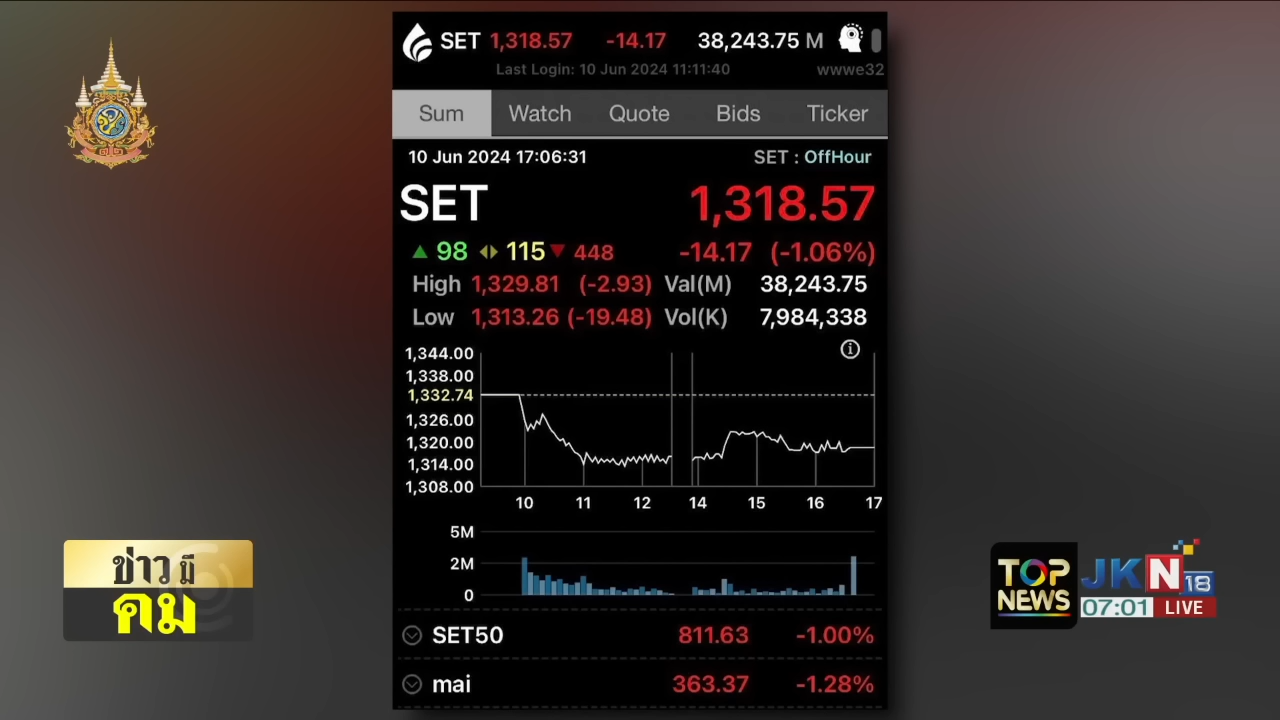 SET 1,318.57 -14.17 38,243.75 M
Last Login: 10 Jun 2024 11:11:40 wwwe32
Sum Watch Quote Bids Ticker
10 Jun 2024 17:06:31 SET : OffHour
SET 1,318.57
98 115 448 -14.17 (-1.06%)
High 1,329.81 (-2.93) Val(M) 38,243.75
Low 1,313.26 (-19.48) Vol(K) 7,984,338
1,344.00
1,338.00
1,332.74
1,326.00
1,320.00
1,314.00
1,308.00
10 11 12 14 15 16 17
5M
2M
0
SET50 811.63 -1.00%
mai 363.37 -1.28%
ข่าวมี
คม
TOP
NEWS
JKN18
07:01 LIVE